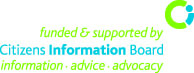 funded & supported by
Citizens Information Board
information · advice · advocacy